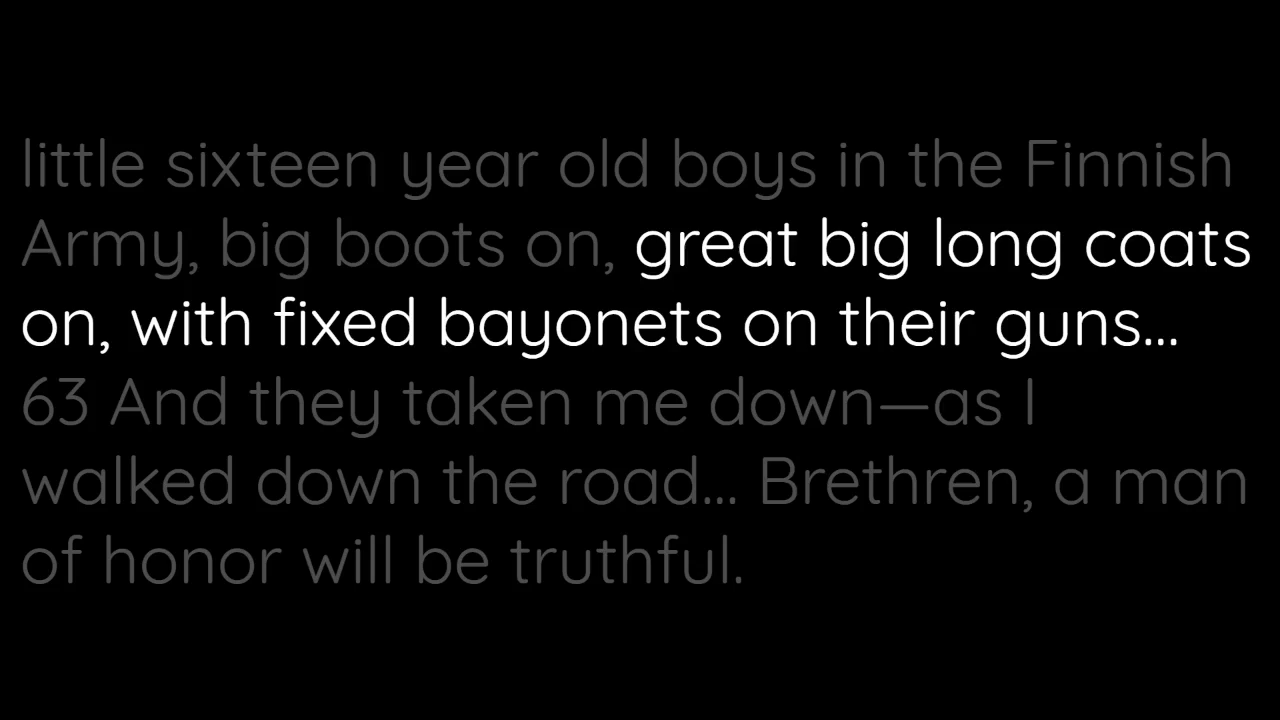 little sixteen year old boys in the Finnish
Army, big boots on, great big long coats
on, with fixed bayonets on their guns...
63 And they taken me down—as I
walked down the road... Brethren, a man
of honor will be truthful.